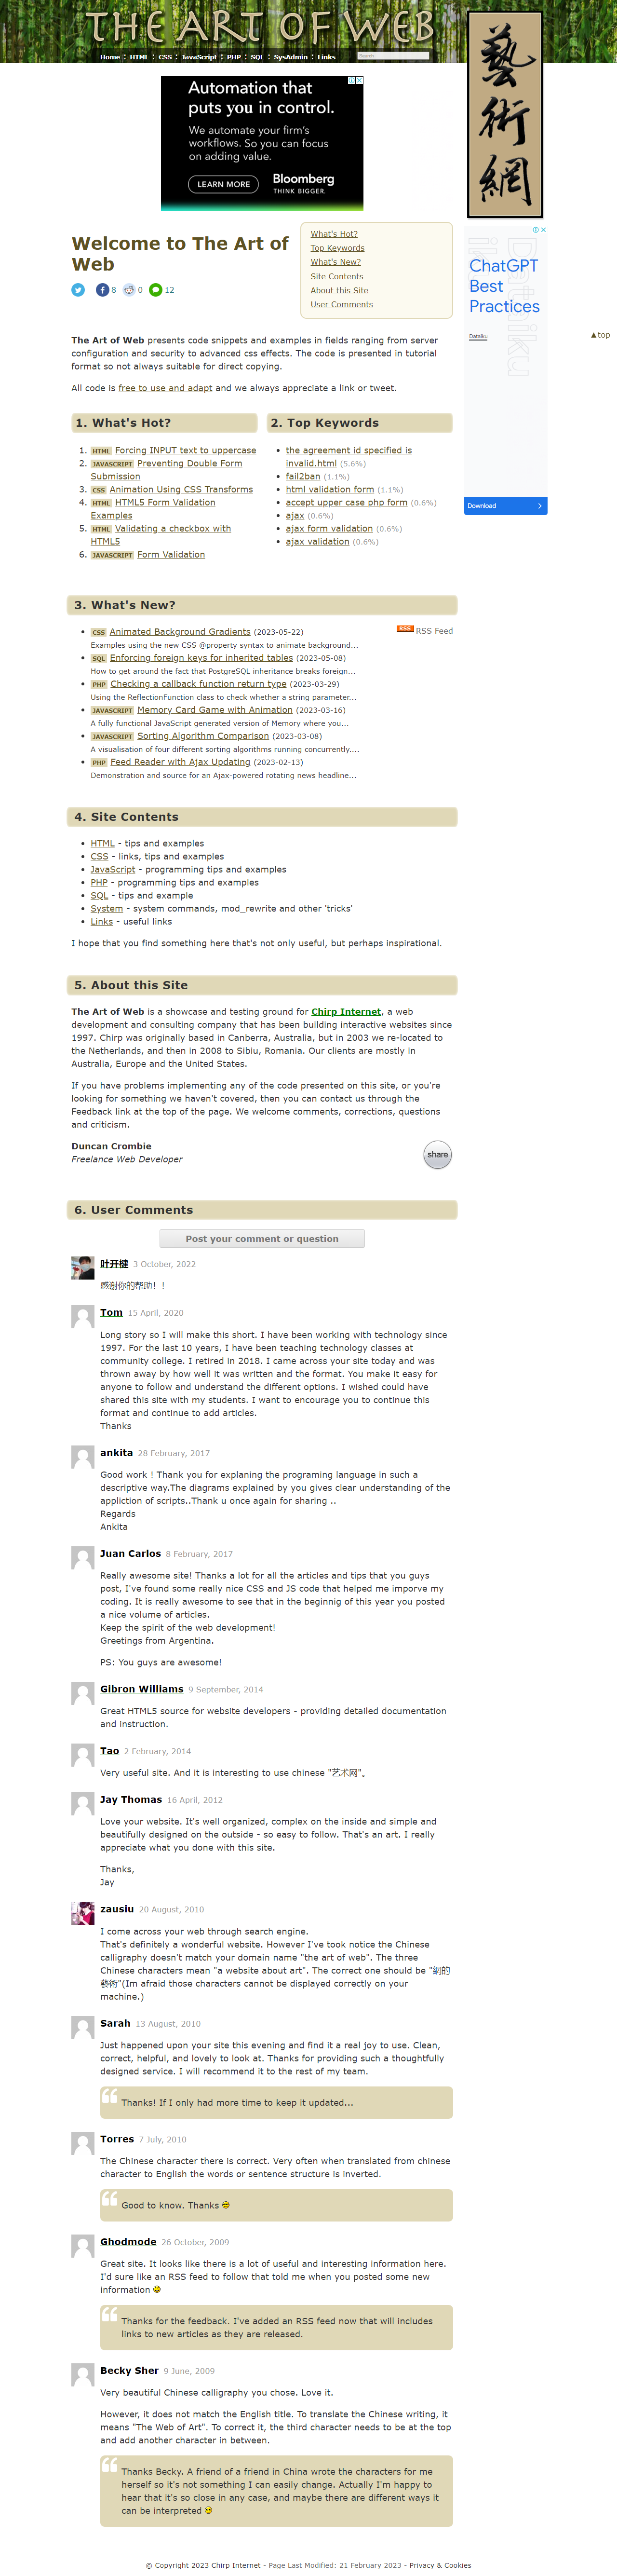 THE ART OF WEB
Home : HTML : CSS : JavaScript : PHP : SQL : SysAdmin : Links
Search
藝
術
網
Automation that
puts you in control.
We automate your firm's
workflows. So you can focus
on adding value.
LEARN MORE
Bloomberg
THINK BIGGER.
Welcome to The Art of
Web
8 0 12
What's Hot?
Top Keywords
What's New?
Site Contents
About this Site
User Comments
ChatGPT
Best
Practices
Dataiku
Download
▲top
The Art of Web presents code snippets and examples in fields ranging from server
configuration and security to advanced css effects. The code is presented in tutorial
format so not always suitable for direct copying.
All code is free to use and adapt and we always appreciate a link or tweet.
1. What's Hot?
1. HTML Forcing INPUT text to uppercase
2. JAVASCRIPT Preventing Double Form
Submission
3. CSS Animation Using CSS Transforms
4. HTML HTML5 Form Validation
Examples
5. HTML Validating a checkbox with
HTML5
6. JAVASCRIPT Form Validation
2. Top Keywords
• the agreement id specified is
invalid.html (5.6%)
• fail2ban (1.1%)
• html validation form (1.1%)
• accept upper case php form (0.6%)
• ajax (0.6%)
• ajax form validation (0.6%)
• ajax validation (0.6%)
3. What's New?
RSS RSS Feed
• CSS Animated Background Gradients (2023-05-22)
Examples using the new CSS @property syntax to animate background...
• SQL Enforcing foreign keys for inherited tables (2023-05-08)
How to get around the fact that PostgreSQL inheritance breaks foreign...
• PHP Checking a callback function return type (2023-03-29)
Using the ReflectionFunction class to check whether a string parameter...
• JAVASCRIPT Memory Card Game with Animation (2023-03-16)
A fully functional JavaScript generated version of Memory where you...
• JAVASCRIPT Sorting Algorithm Comparison (2023-03-08)
A visualisation of four different sorting algorithms running concurrently....
• PHP Feed Reader with Ajax Updating (2023-02-13)
Demonstration and source for an Ajax-powered rotating news headline...
4. Site Contents
• HTML - tips and examples
• CSS - links, tips and examples
• JavaScript - programming tips and examples
• PHP - programming tips and examples
• SQL - tips and example
• System - system commands, mod_rewrite and other 'tricks'
• Links - useful links
I hope that you find something here that's not only useful, but perhaps inspirational.
5. About this Site
The Art of Web is a showcase and testing ground for Chirp Internet, a web
development and consulting company that has been building interactive websites since
1997. Chirp was originally based in Canberra, Australia, but in 2003 we re-located to
the Netherlands, and then in 2008 to Sibiu, Romania. Our clients are mostly in
Australia, Europe and the United States.
If you have problems implementing any of the code presented on this site, or you're
looking for something we haven't covered, then you can contact us through the
Feedback link at the top of the page. We welcome comments, corrections, questions
and criticism.
Duncan Crombie
Freelance Web Developer
share
6. User Comments
Post your comment or question
叶开楗 3 October, 2022
感谢你的帮助！！
Tom 15 April, 2020
Long story so I will make this short. I have been working with technology since
1997. For the last 10 years, I have been teaching technology classes at
community college. I retired in 2018. I came across your site today and was
thrown away by how well it was written and the format. You make it easy for
anyone to follow and understand the different options. I wished could have
shared this site with my students. I want to encourage you to continue this
format and continue to add articles.
Thanks
ankita 28 February, 2017
Good work ! Thank you for explaning the programing language in such a
descriptive way.The diagrams explained by you gives clear understanding of the
appliction of scripts..Thank u once again for sharing ..
Regards
Ankita
Juan Carlos 8 February, 2017
Really awesome site! Thanks a lot for all the articles and tips that you guys
post, I've found some really nice CSS and JS code that helped me imporve my
coding. It is really awesome to see that in the beginnig of this year you posted
a nice volume of articles.
Keep the spirit of the web development!
Greetings from Argentina.
PS: You guys are awesome!
Gibron Williams 9 September, 2014
Great HTML5 source for website developers - providing detailed documentation
and instruction.
Tao 2 February, 2014
Very useful site. And it is interesting to use chinese "艺术网"。
Jay Thomas 16 April, 2012
Love your website. It's well organized, complex on the inside and simple and
beautifully designed on the outside - so easy to follow. That's an art. I really
appreciate what you done with this site.
Thanks,
Jay
zausiu 20 August, 2010
I come across your web through search engine.
That's definitely a wonderful website. However I've took notice the Chinese
calligraphy doesn't match your domain name "the art of web". The three
Chinese characters mean "a website about art". The correct one should be "網的
藝術"(Im afraid those characters cannot be displayed correctly on your
machine.)
Sarah 13 August, 2010
Just happened upon your site this evening and find it a real joy to use. Clean,
correct, helpful, and lovely to look at. Thanks for providing such a thoughtfully
designed service. I will recommend it to the rest of my team.
Thanks! If I only had more time to keep it updated...
Torres 7 July, 2010
The Chinese character there is correct. Very often when translated from chinese
character to English the words or sentence structure is inverted.
Good to know. Thanks
Ghodmode 26 October, 2009
Great site. It looks like there is a lot of useful and interesting information here.
I'd sure like an RSS feed to follow that told me when you posted some new
information
Thanks for the feedback. I've added an RSS feed now that will includes
links to new articles as they are released.
Becky Sher 9 June, 2009
Very beautiful Chinese calligraphy you chose. Love it.
However, it does not match the English title. To translate the Chinese writing, it
means "The Web of Art". To correct it, the third character needs to be at the top
and add another character in between.
Thanks Becky. A friend of a friend in China wrote the characters for me
herself so it's not something I can easily change. Actually I'm happy to
hear that it's so close in any case, and maybe there are different ways it
can be interpreted
© Copyright 2023 Chirp Internet - Page Last Modified: 21 February 2023 - Privacy & Cookies